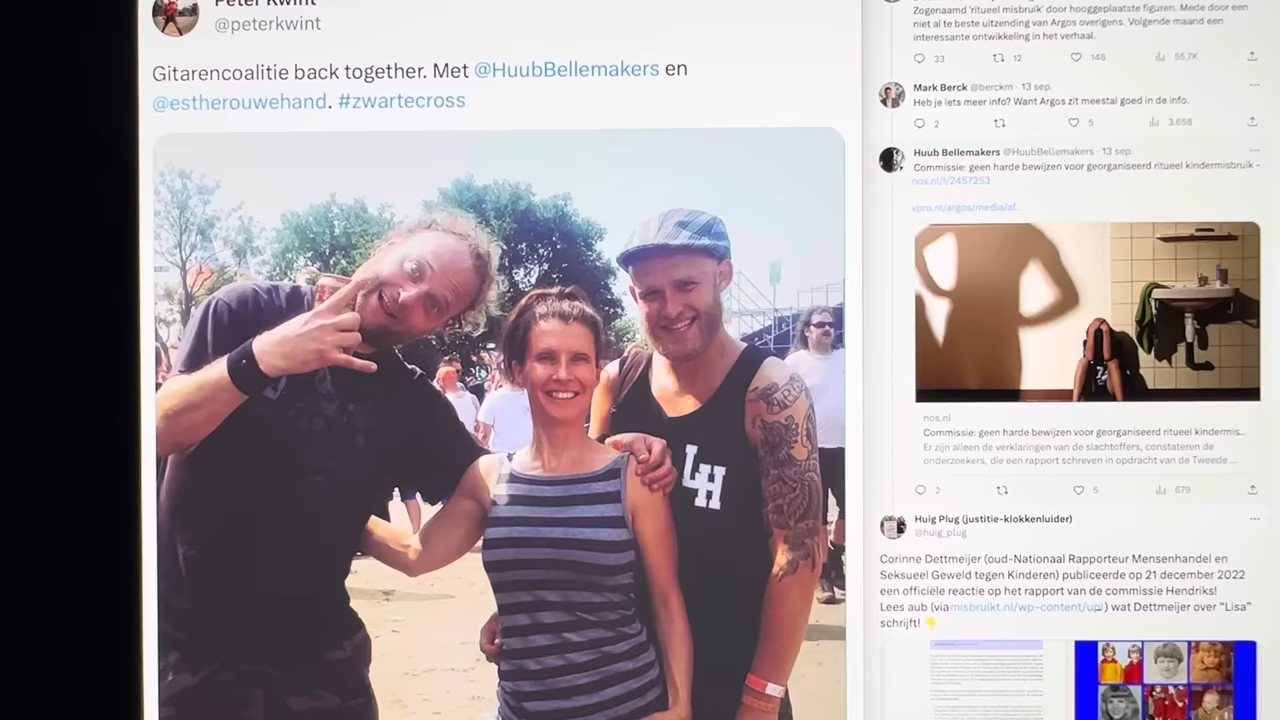 Peter Kwint
@peterkwint
Gitarencoalitie back together. Met @HuubBellemakers en
@estherouwehand. #zwartecross
LH
Zogenaamd 'ritueel misbruik' door hooggeplaatste figuren. Mede door een
niet al te beste uitzending van Argos overigens. Volgende maand een
interessante ontwikkeling in het verhaal.
33 12 146 55,7K
Mark Berck @berckm · 13 sep.
Heb je iets meer info? Want Argos zit meestal goed in de info.
2 5 3.658
Huub Bellemakers @HuubBellemakers · 13 sep.
Commissie: geen harde bewijzen voor georganiseerd ritueel kindermisbruik -
nos.nl/l/2457253
vpro.nl/argos/media/af..
nos.nl
Commissie: geen harde bewijzen voor georganiseerd ritueel kindermis...
Er zijn alleen de verklaringen van de slachtoffers, constateren de
onderzoekers, die een rapport schreven in opdracht van de Tweede ...
2 5 679
Huig Plug (justitie-klokkenluider)
@huig_plug
Corinne Dettmeijer (oud-Nationaal Rapporteur Mensenhandel en
Seksueel Geweld tegen Kinderen) publiceerde op 21 december 2022
een officiële reactie op het rapport van de commissie Hendriks!
Lees aub (via misbruikt.nl/wp-content/upl) wat Dettmeijer over "Lisa"
schrijft! 👇